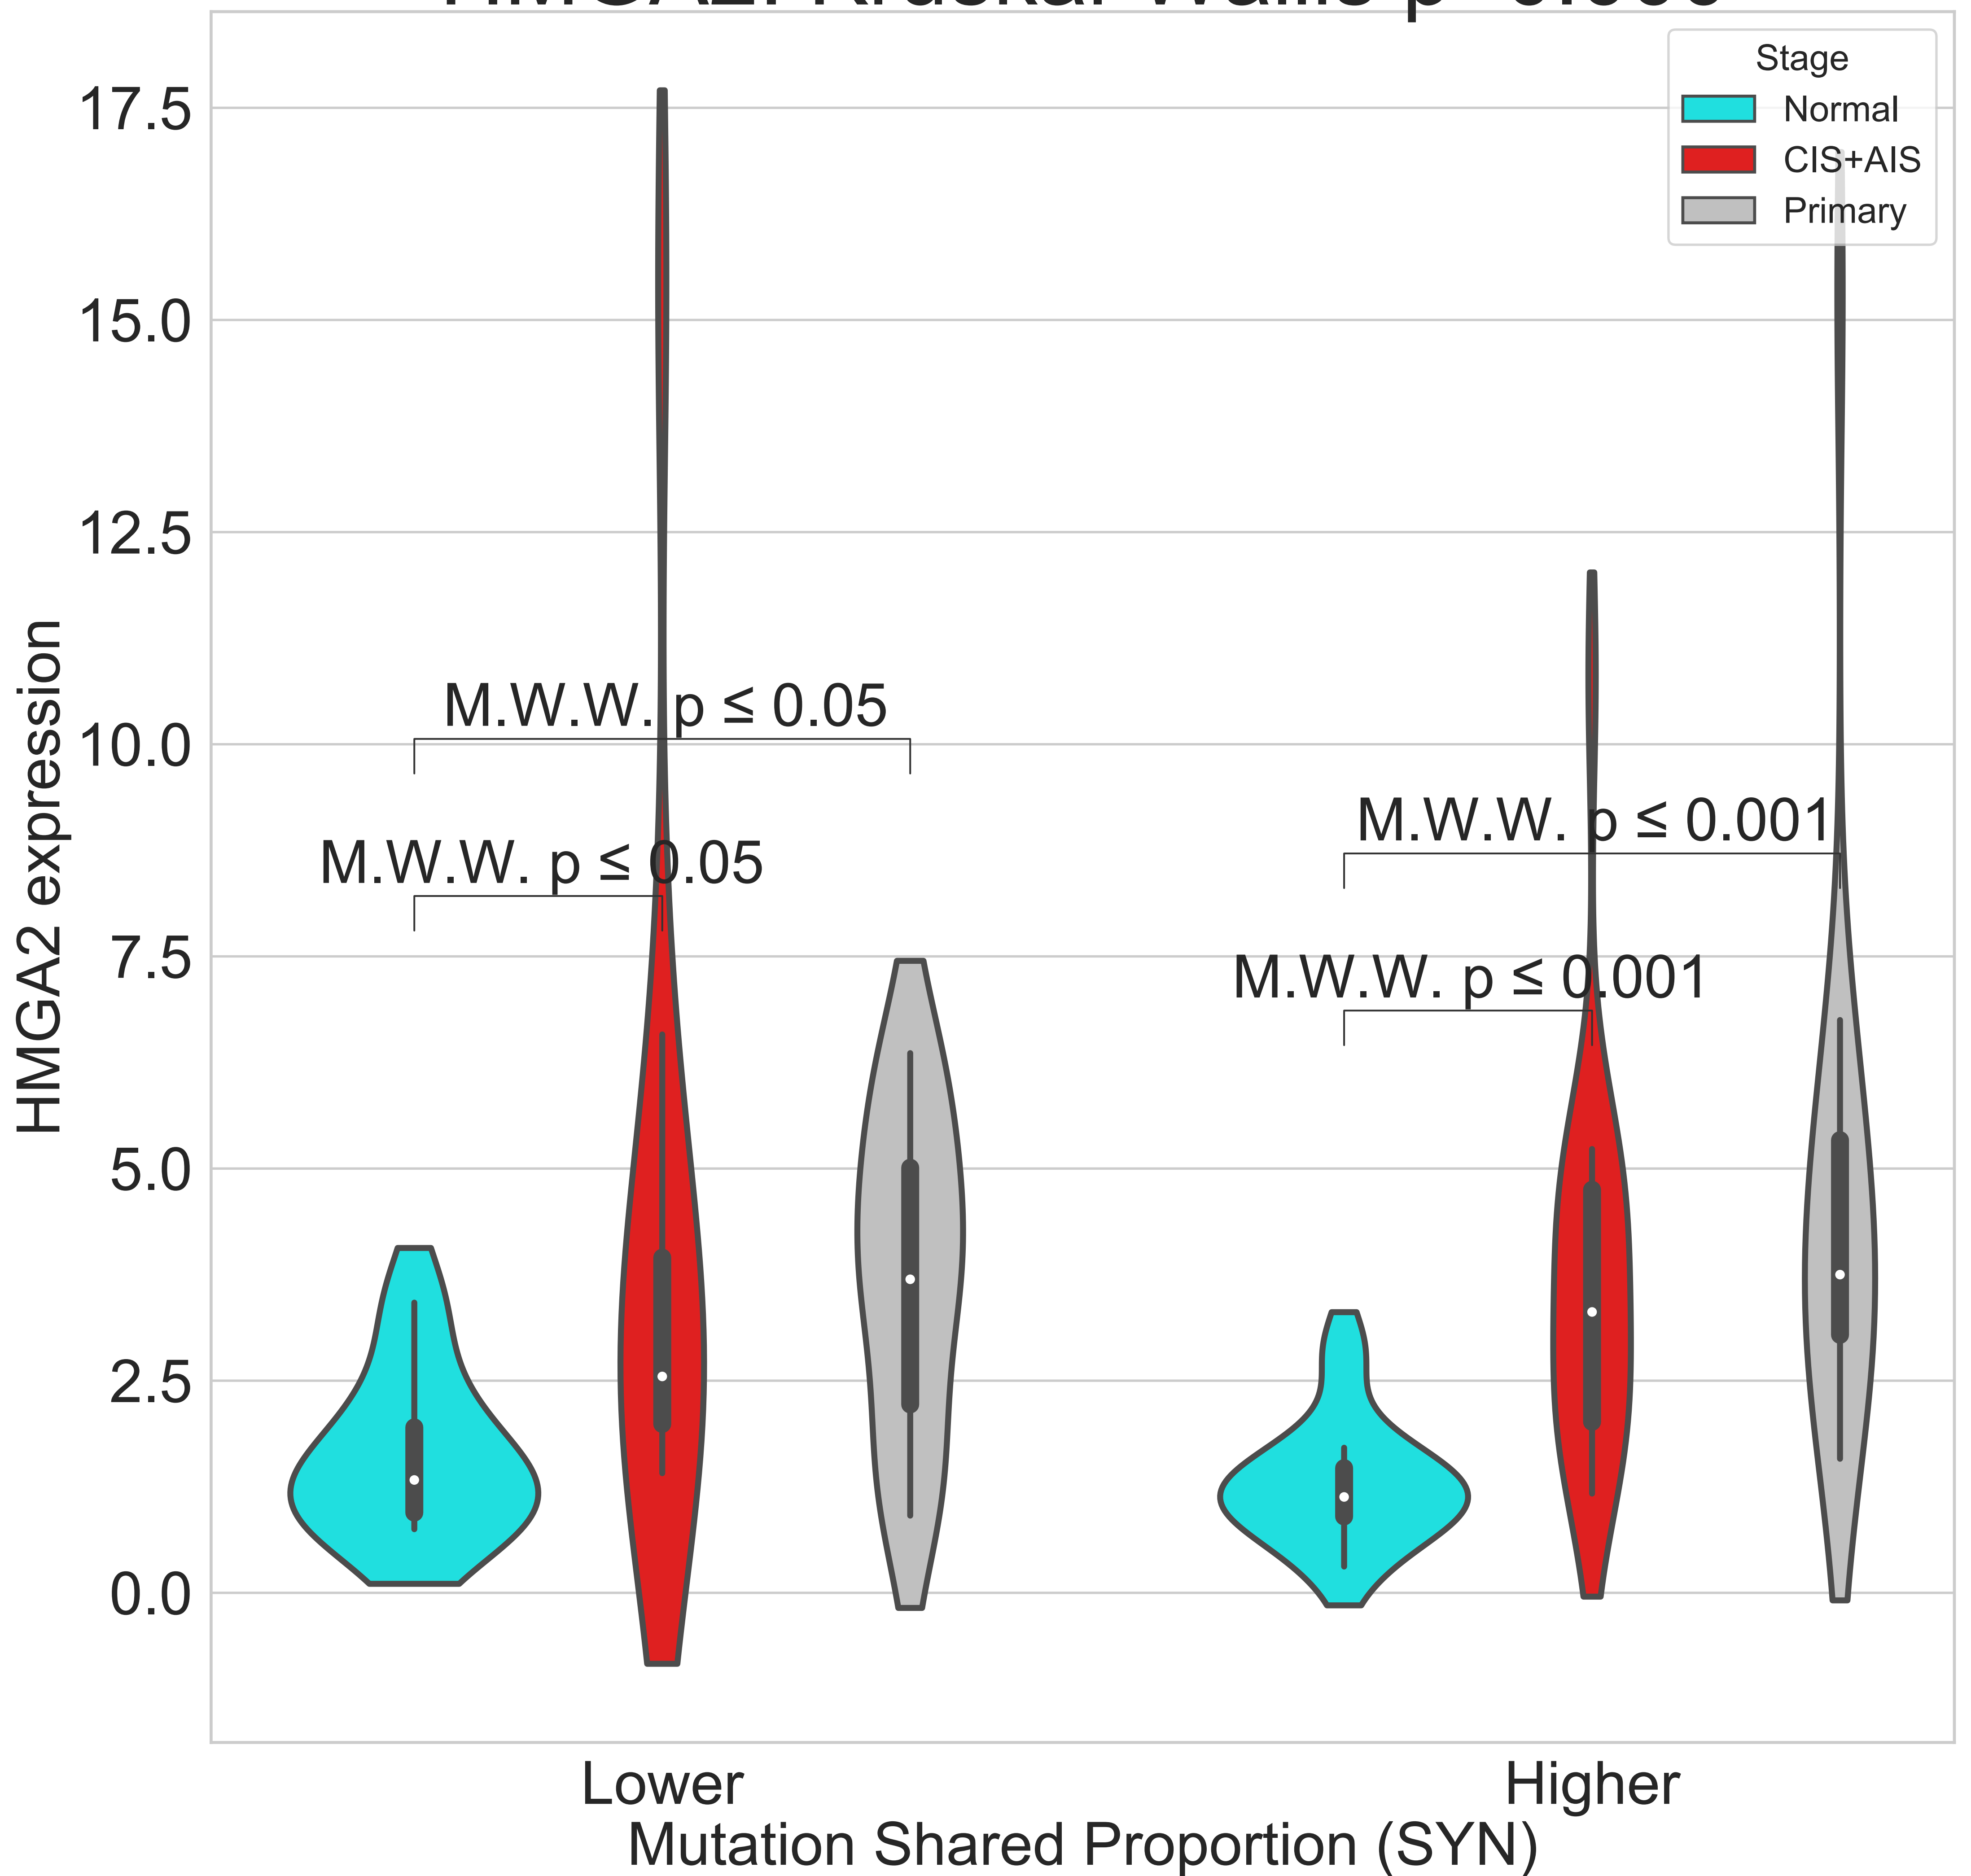 Stage
Normal
CIS+AIS
Primary
17.5
15.0
12.5
10.0
7.5
5.0
2.5
0.0
HMGA2 expression
M.W.W. p ≤ 0.05
M.W.W. p ≤ 0.05
M.W.W. p ≤ 0.001
M.W.W. p ≤ 0.001
Lower
Higher
Mutation Shared Proportion (SYN)